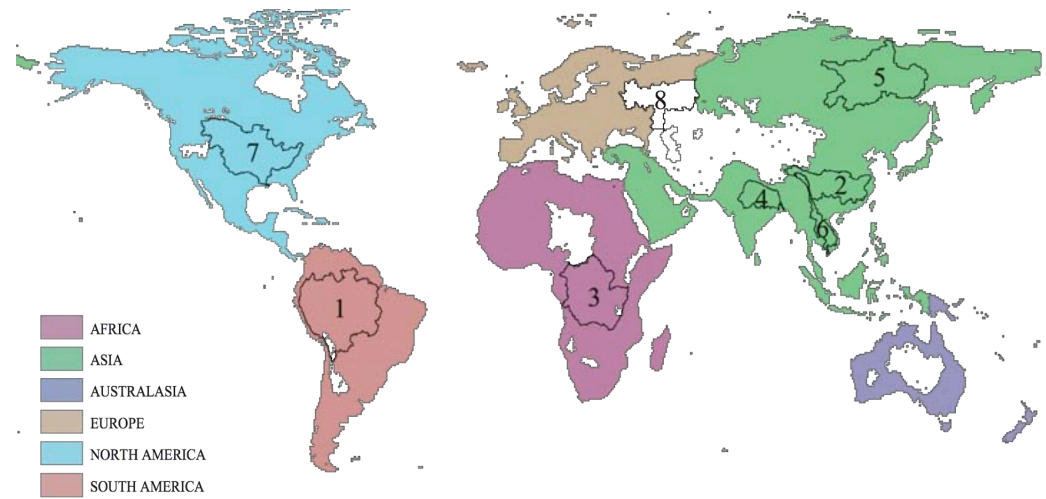 8
5
7
2
4
6
3
1
AFRICA
ASIA
AUSTRALASIA
EUROPE
NORTH AMERICA
SOUTH AMERICA